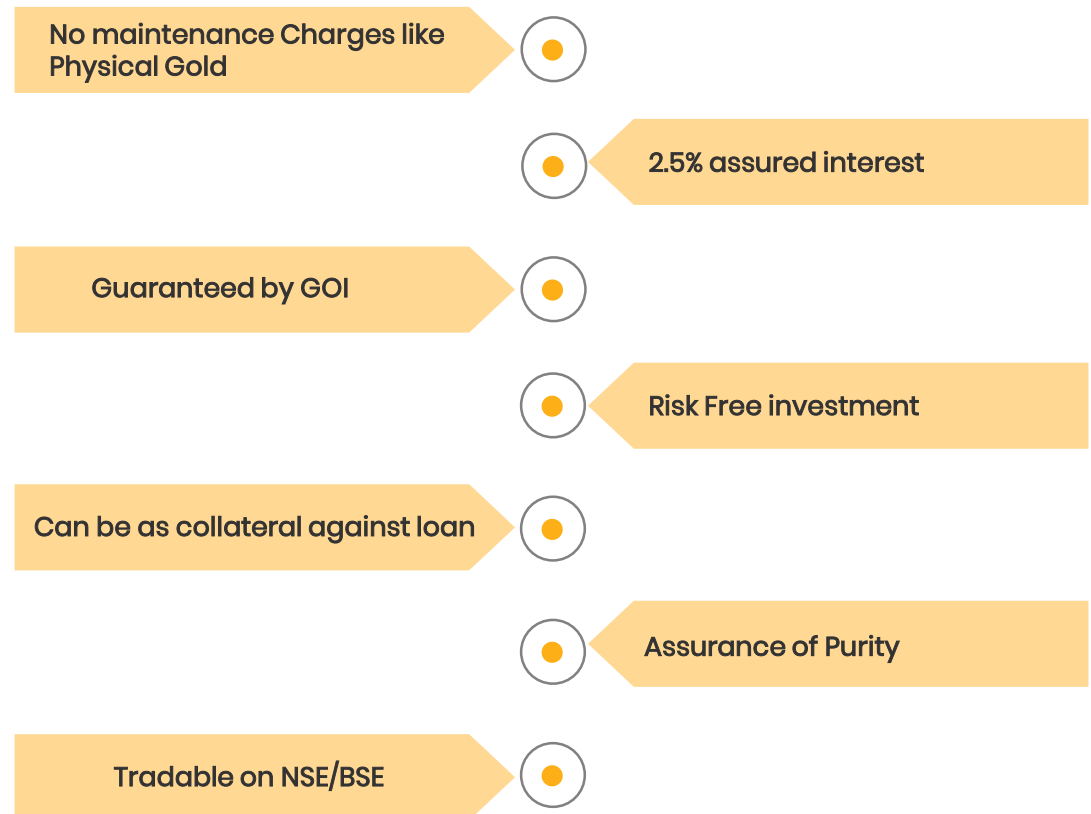 No maintenance Charges like
Physical Gold
2.5% assured interest
Guaranteed by GOI
Risk Free investment
Can be as collateral against loan
Assurance of Purity
Tradable on NSE/BSE